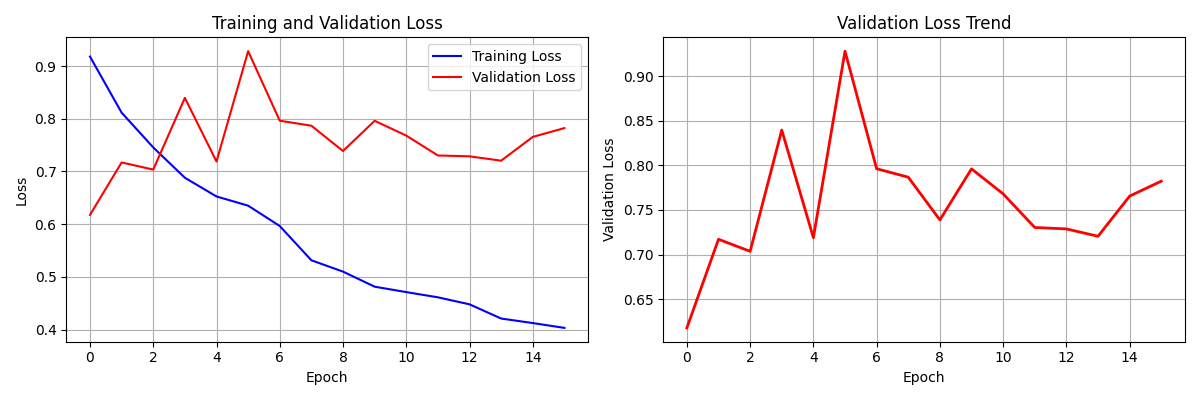 Training and Validation Loss
Training Loss
Validation Loss
0.9
0.8
0.7
0.6
0.5
0.4
Loss
0 2 4 6 8 10 12 14
Epoch
Validation Loss Trend
0.90
0.85
0.80
0.75
0.70
0.65
Validation Loss
0 2 4 6 8 10 12 14
Epoch